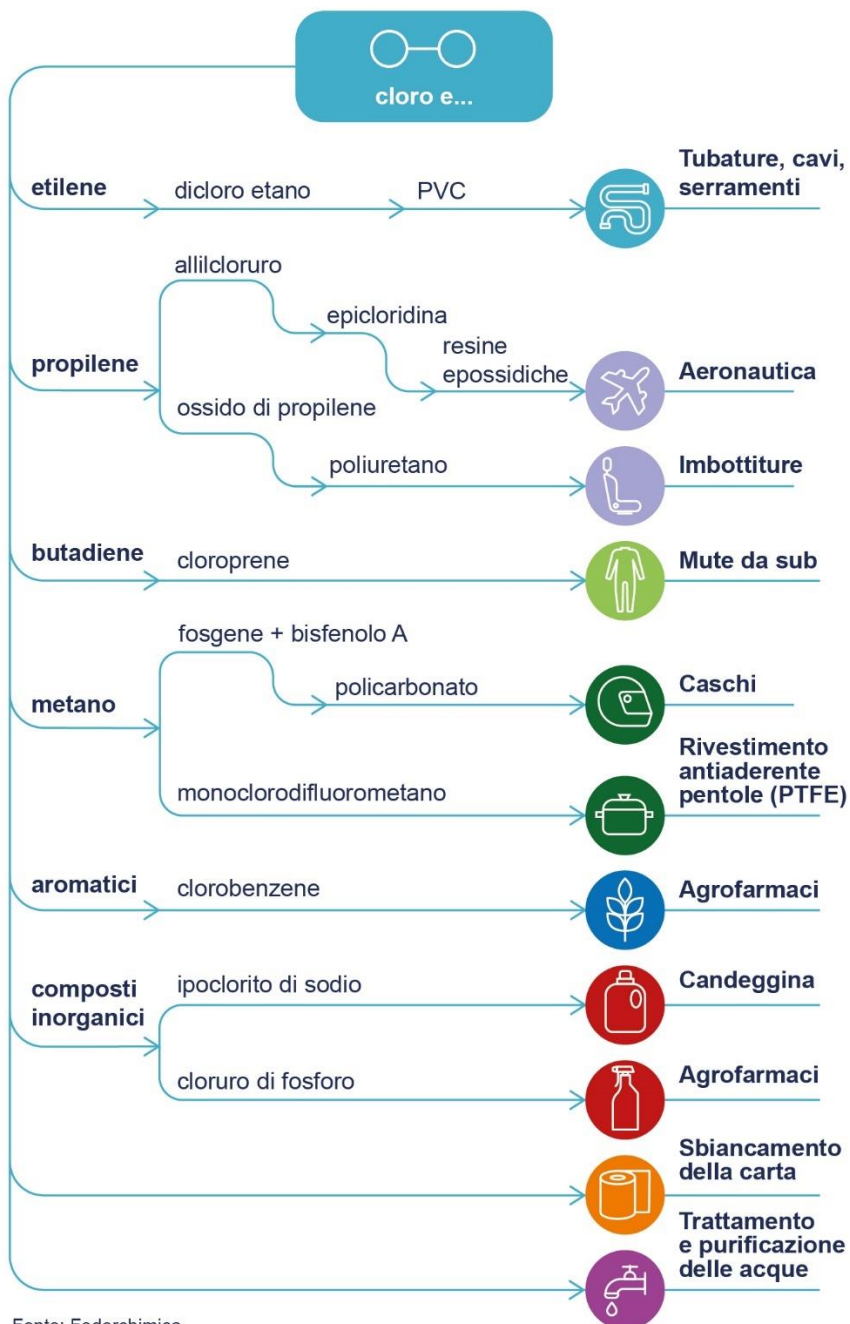 cloro e...
etilene
dicloro etano
PVC
Tubature, cavi,
serramenti
propilene
allilcloruro
epicloridina
resine
epossidiche
Aeronautica
ossido di propilene
poliuretano
Imbottiture
butadiene
cloroprene
Mute da sub
metano
fosgene + bisfenolo A
policarbonato
Caschi
monoclorodifluorometano
Rivestimento
antiaderente
pentole (PTFE)
aromatici
clorobenzene
Agrofarmaci
composti
inorganici
ipoclorito di sodio
Candeggina
cloruro di fosforo
Agrofarmaci
Sbiancamento
della carta
Trattamento
e purificazione
delle acque
Fonte: Federchimica